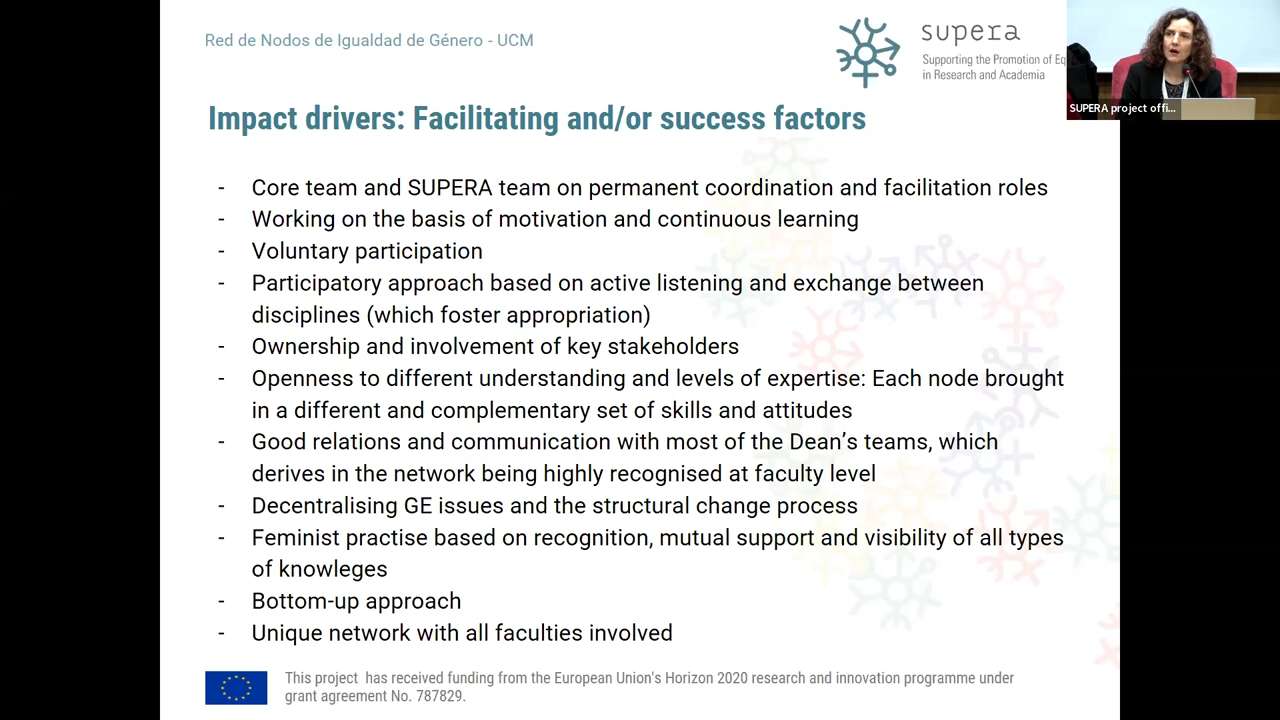 Red de Nodos de Igualdad de Género - UCM
supera
Supporting the Promotion of Eq
in Research and Academia
SUPERA project offi...
Impact drivers: Facilitating and/or success factors
- Core team and SUPERA team on permanent coordination and facilitation roles
- Working on the basis of motivation and continuous learning
- Voluntary participation
- Participatory approach based on active listening and exchange between
disciplines (which foster appropriation)
- Ownership and involvement of key stakeholders
- Openness to different understanding and levels of expertise: Each node brought
in a different and complementary set of skills and attitudes
- Good relations and communication with most of the Dean’s teams, which
derives in the network being highly recognised at faculty level
- Decentralising GE issues and the structural change process
- Feminist practise based on recognition, mutual support and visibility of all types
of knowleges
- Bottom-up approach
- Unique network with all faculties involved
This project has received funding from the European Union's Horizon 2020 research and innovation programme under
grant agreement No. 787829.